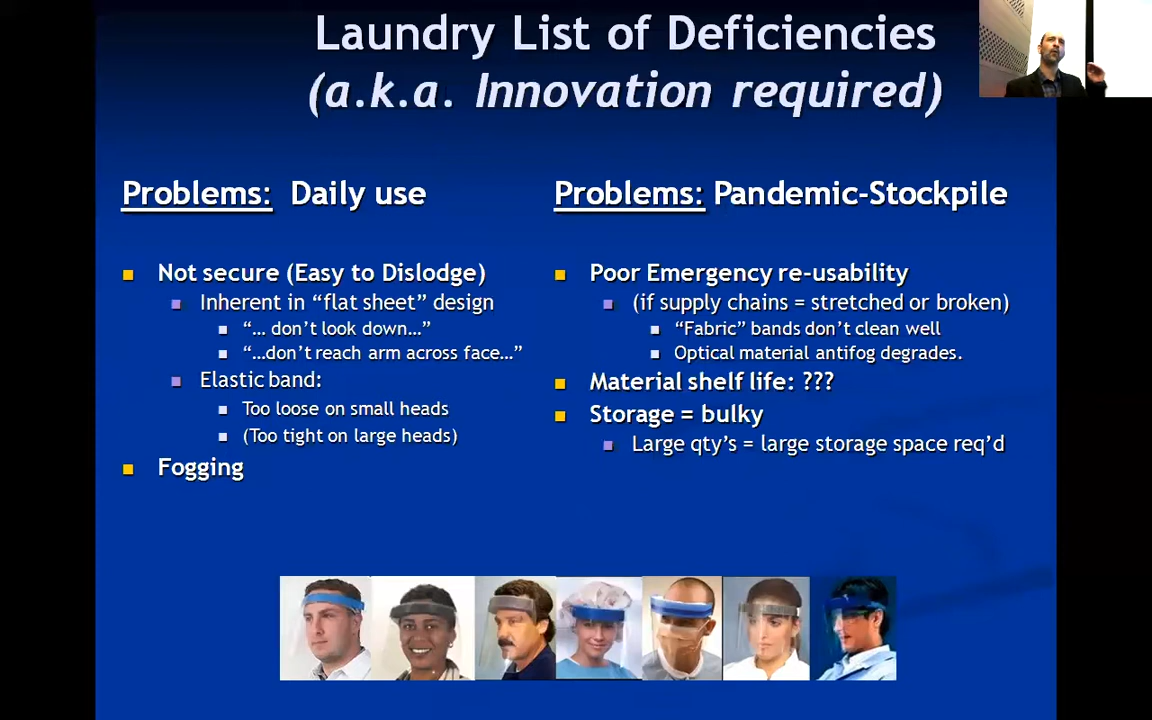 Laundry List of Deficiencies
(a.k.a. Innovation required)
Problems: Daily use
Not secure (Easy to Dislodge)
Inherent in “flat sheet” design
“... don’t look down...”
“...don’t reach arm across face...”
Elastic band:
Too loose on small heads
(Too tight on large heads)
Fogging
Problems: Pandemic-Stockpile
Poor Emergency re-usability
(if supply chains = stretched or broken)
“Fabric” bands don’t clean well
Optical material antifog degrades.
Material shelf life: ???
Storage = bulky
Large qty’s = large storage space req’d